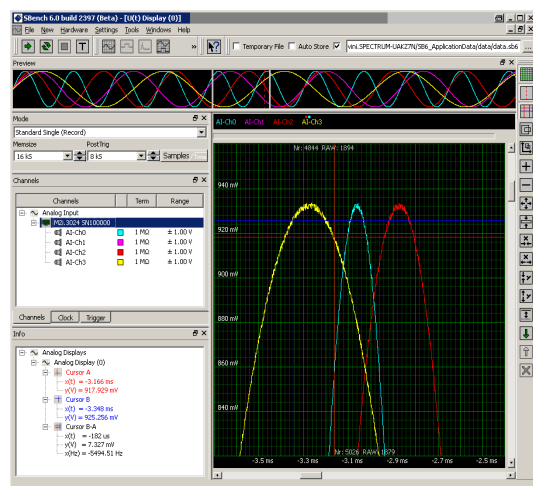 SBench 6.0 build 2397 (Beta) - [U(t) Display (0)]
File New Hardware Settings Tools Windows Help
Temporary File Auto Store vini.SPECTRUM-UAKZ7N/SB6_ApplicationData/data/data.sb6 ...
Preview
Mode
Standard Single (Record)
Memsize PostTrig
16 kS 8 kS Samples
Channels
Channels Term Range
Analog Input
M2i.3024 SN100000
AI-Ch0 1 MΩ ± 1.00 V
AI-Ch1 1 MΩ ± 1.00 V
AI-Ch2 1 MΩ ± 1.00 V
AI-Ch3 1 MΩ ± 1.00 V
Channels Clock Trigger
Info
Analog Displays
Analog Display (0)
Cursor A
x(t) = -3.166 ms
y(V) = 917.929 mV
Cursor B
x(t) = -3.348 ms
y(V) = 925.256 mV
Cursor B-A
x(t) = -182 us
y(V) = 7.327 mV
x(Hz) = -5494.51 Hz
AI-Ch0 AI-Ch1 AI-Ch2 AI-Ch3
Nr: 4844 RAW: 1894
940 mV
920 mV
900 mV
880 mV
860 mV
840 mV
Nr: 5026 RAW: 1879
-3.5 ms -3.3 ms -3.1 ms -2.9 ms -2.7 ms -2.5 ms